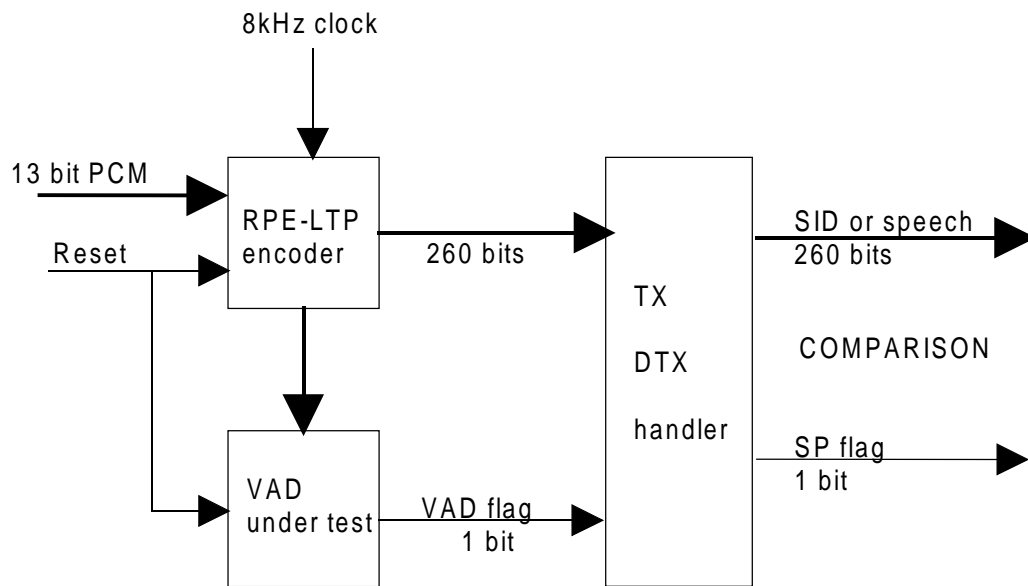 8kHz clock
13 bit PCM
RPE-LTP
encoder
Reset
260 bits
SID or speech
260 bits
TX
DTX
handler
COMPARISON
VAD
under test
VAD flag
1 bit
SP flag
1 bit